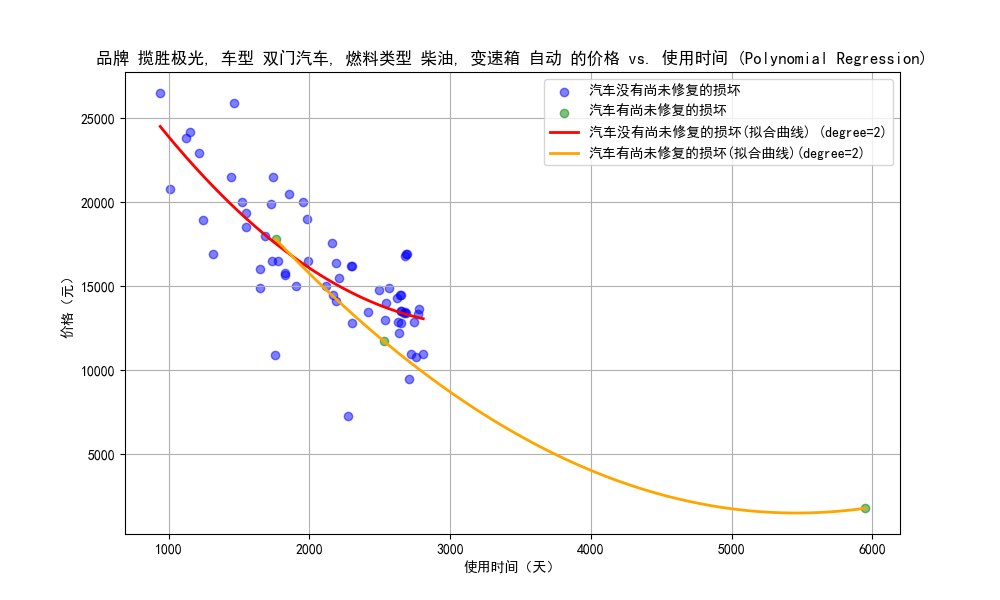 品牌 揽胜极光, 车型 双门汽车, 燃料类型 柴油, 变速箱 自动 的价格 vs. 使用时间 (Polynomial Regression)
汽车没有尚未修复的损坏
汽车有尚未修复的损坏
汽车没有尚未修复的损坏(拟合曲线) (degree=2)
汽车有尚未修复的损坏(拟合曲线)(degree=2)
价格（元）
25000
20000
15000
10000
5000
1000 2000 3000 4000 5000 6000
使用时间（天）